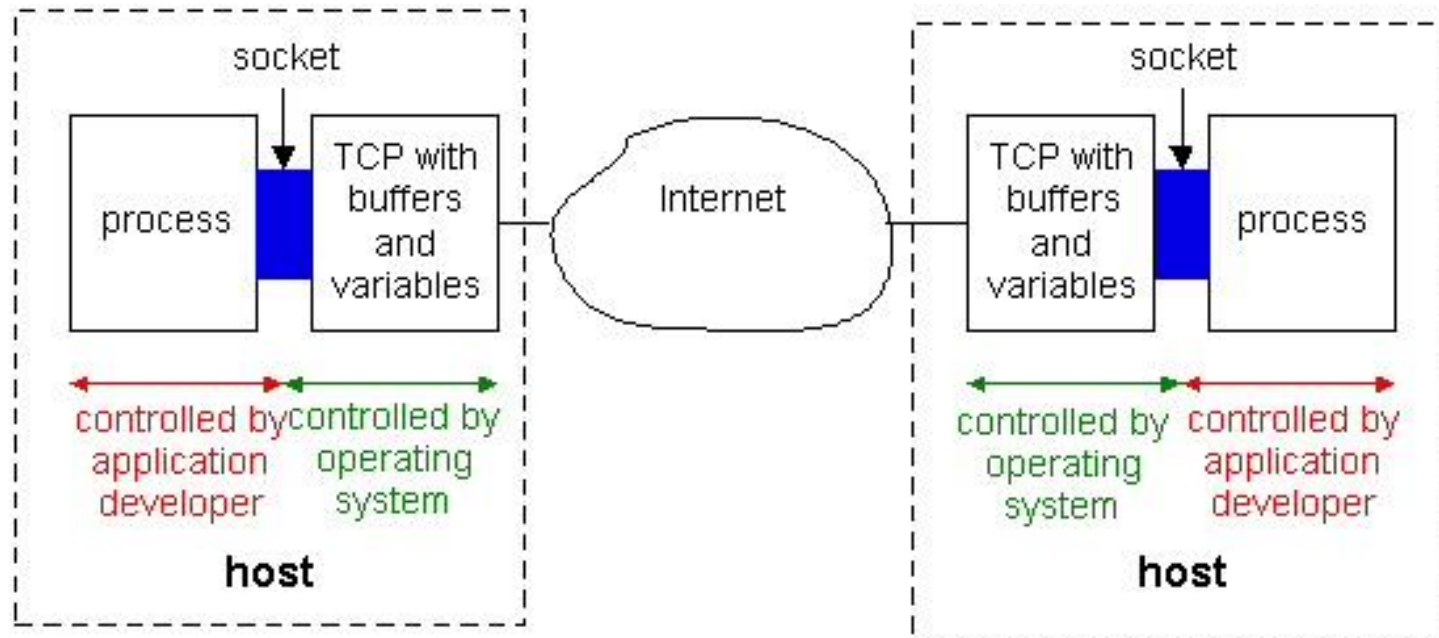 socket
process
TCP with
buffers
and
variables
controlled by
application
developer
controlled by
operating
system
host
Internet
socket
TCP with
buffers
and
variables
process
controlled by
operating
system
controlled by
application
developer
host